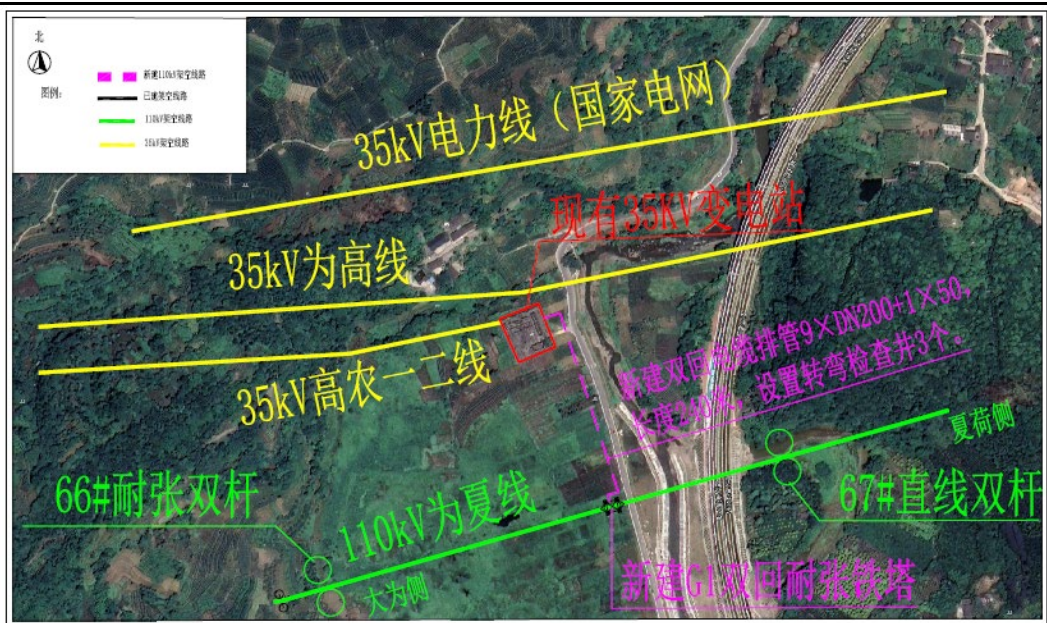 北
图例:
新建110kV架空线路
已建架空线路
110kV架空线路
35kV架空线路
35kV电力线（国家电网）
现有35KV变电站
35kV为高线
新建双回电缆排管9×DN200+1×50,
长度240米, 设置转弯检查井3个。
35kV高农一二线
夏荷侧
66#耐张双杆
110kV为夏线
67#直线双杆
大为侧
新建G1双回耐张铁塔